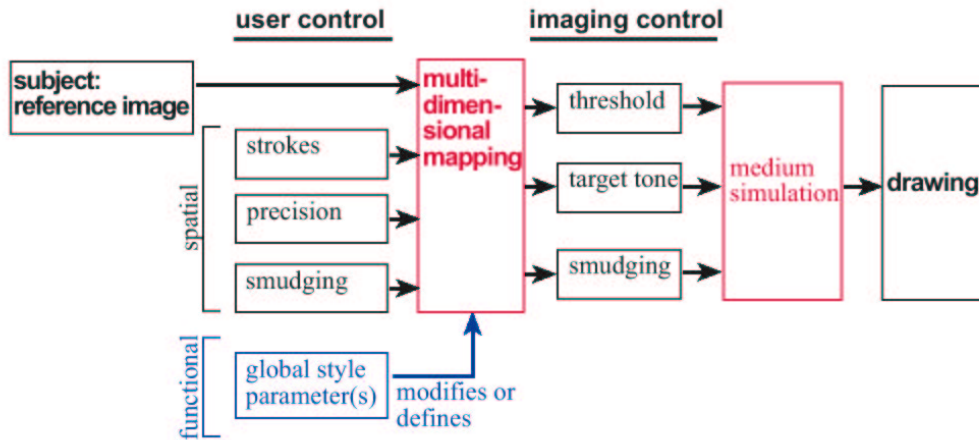 user control
imaging control
subject:
reference image
multi-
dimen-
sional
mapping
threshold
strokes
target tone
medium
simulation
drawing
precision
spatial
smudging
smudging
functional
global style
parameter(s)
modifies or
defines